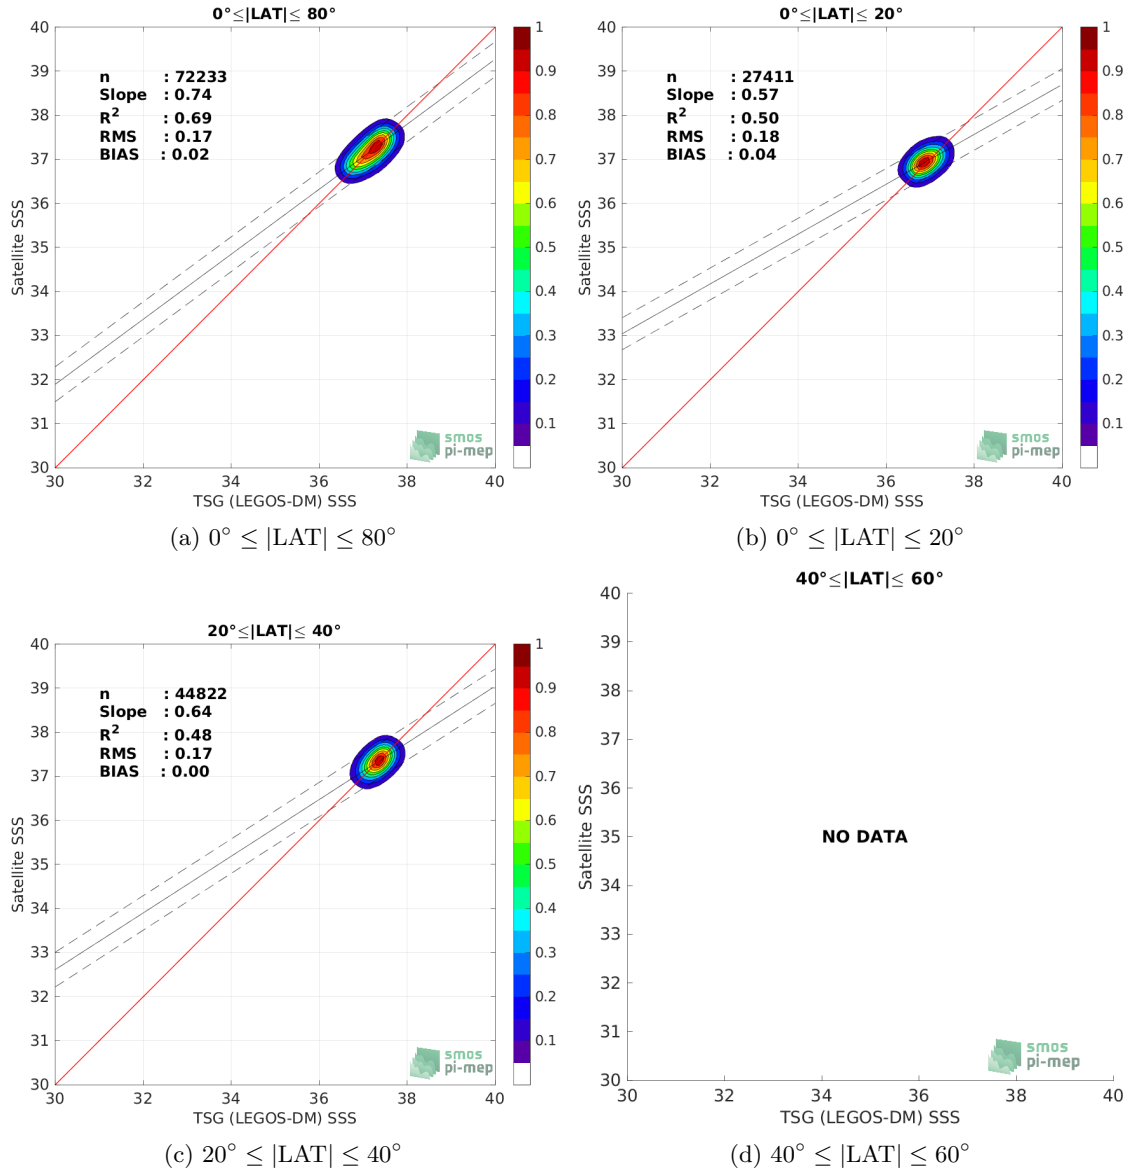 0°≤|LAT|≤ 80°
40
39
38
37
36
35
34
33
32
31
30
Satellite SSS
n : 72233
Slope : 0.74
R² : 0.69
RMS : 0.17
BIAS : 0.02
1
0.9
0.8
0.7
0.6
0.5
0.4
0.3
0.2
0.1
smos
pi-mep
30 32 34 36 38 40
TSG (LEGOS-DM) SSS
(a) 0° ≤ |LAT| ≤ 80°
0°≤|LAT|≤ 20°
40
39
38
37
36
35
34
33
32
31
30
Satellite SSS
n : 27411
Slope : 0.57
R² : 0.50
RMS : 0.18
BIAS : 0.04
1
0.9
0.8
0.7
0.6
0.5
0.4
0.3
0.2
0.1
smos
pi-mep
30 32 34 36 38 40
TSG (LEGOS-DM) SSS
(b) 0° ≤ |LAT| ≤ 20°
20°≤|LAT|≤ 40°
40
39
38
37
36
35
34
33
32
31
30
Satellite SSS
n : 44822
Slope : 0.64
R² : 0.48
RMS : 0.17
BIAS : 0.00
1
0.9
0.8
0.7
0.6
0.5
0.4
0.3
0.2
0.1
smos
pi-mep
30 32 34 36 38 40
TSG (LEGOS-DM) SSS
(c) 20° ≤ |LAT| ≤ 40°
40°≤|LAT|≤ 60°
40
39
38
37
36
35
34
33
32
31
30
Satellite SSS
NO DATA
smos
pi-mep
30 32 34 36 38 40
TSG (LEGOS-DM) SSS
(d) 40° ≤ |LAT| ≤ 60°